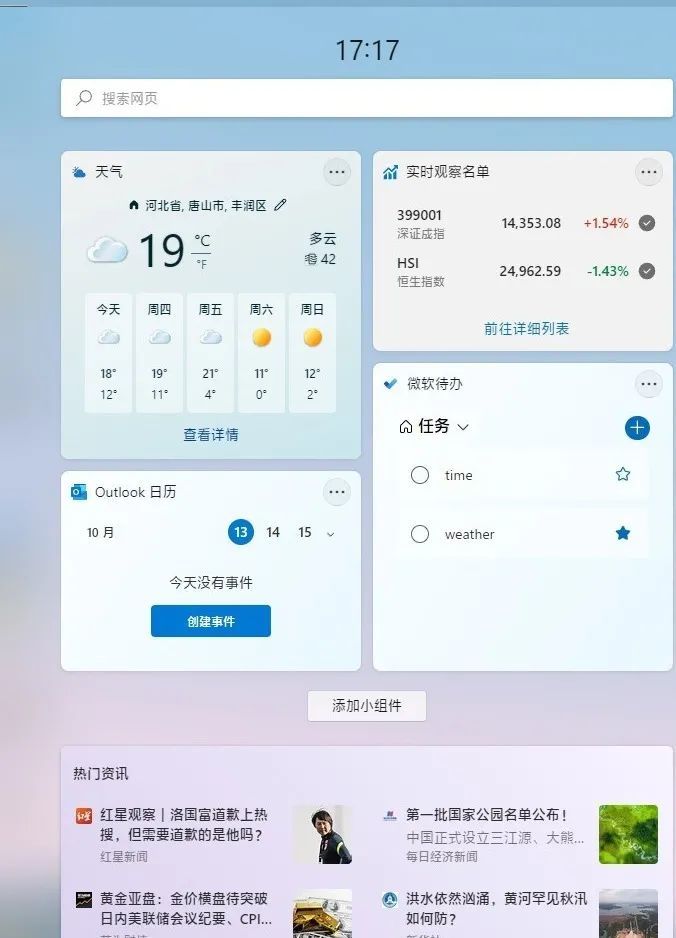 17:17
搜索网页
天气
河北省, 唐山市, 丰润区
19 °C
°F
多云
42
今天 周四 周五 周六 周日
18° 19° 21° 11° 12°
12° 11° 4° 0° 2°
查看详情
实时观察名单
399001 14,353.08 +1.54%
深证成指
HSI 24,962.59 -1.43%
恒生指数
前往详细列表
微软待办
任务
time
weather
Outlook 日历
10 月 13 14 15
今天没有事件
创建事件
添加小组件
热门资讯
红星观察丨洛国富道歉上热
搜，但需要道歉的是他吗？
红星新闻
第一批国家公园名单公布！
中国正式设立三江源、大熊...
每日经济新闻
黄金亚盘：金价横盘待突破
日内美联储会议纪要、CPI...
洪水依然汹涌，黄河罕见秋汛
如何防？